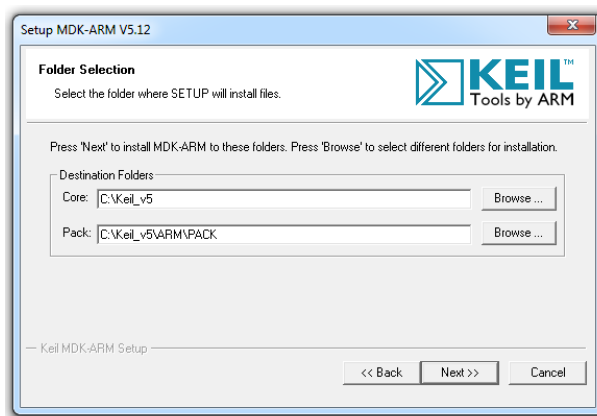 Setup MDK-ARM V5.12
Folder Selection
Select the folder where SETUP will install files.
KEIL™
Tools by ARM
Press 'Next' to install MDK-ARM to these folders. Press 'Browse' to select different folders for installation.
Destination Folders
Core: C:\Keil_v5 Browse ...
Pack: C:\Keil_v5\ARM\PACK Browse ...
Keil MDK-ARM Setup
<< Back Next >> Cancel